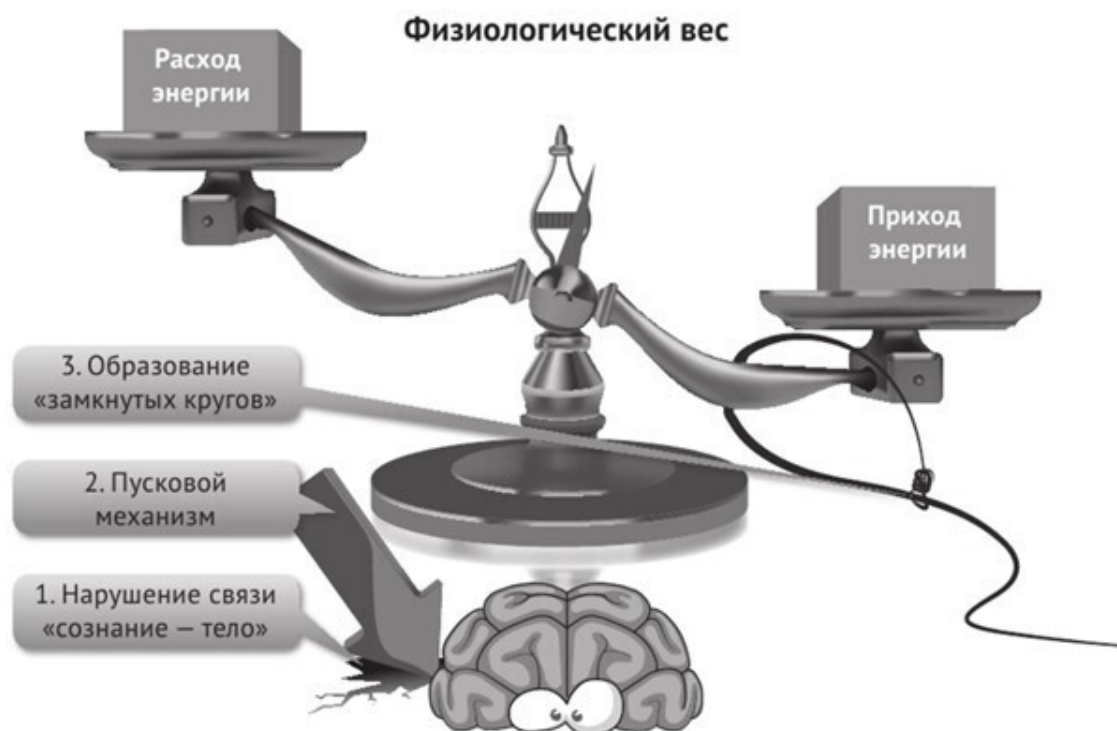 Физиологический вес
Расход
энергии
Приход
энергии
3. Образование
«замкнутых кругов»
2. Пусковой
механизм
1. Нарушение связи
«сознание — тело»